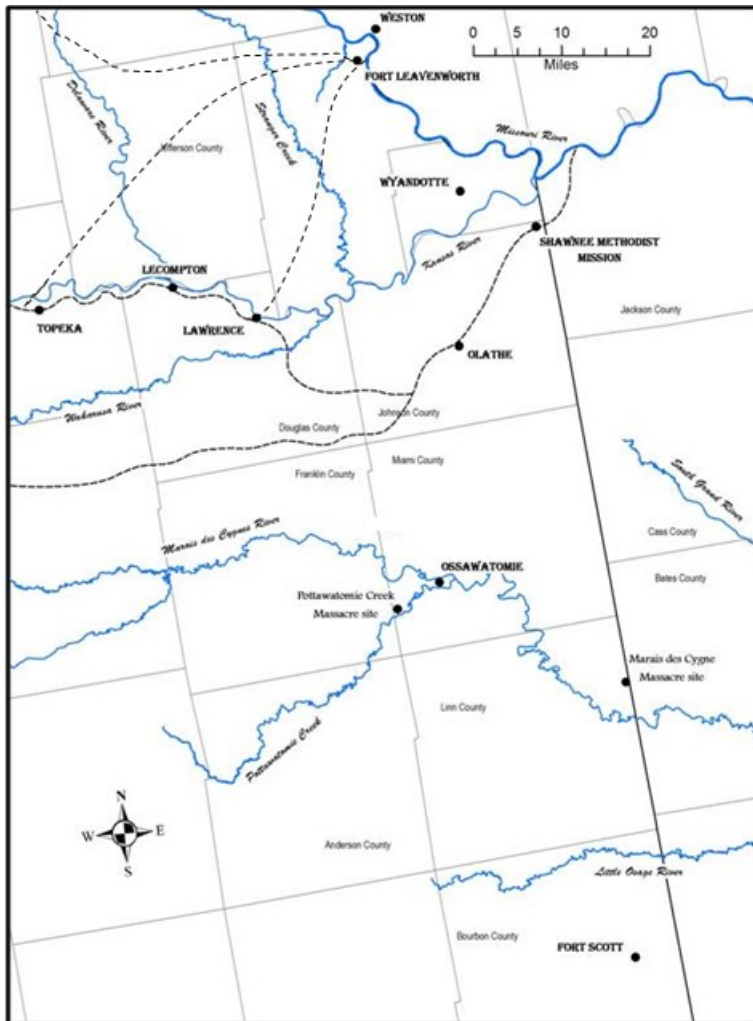 WESTON
0 5 10 20
Miles
FORT LEAVENWORTH
Delaware River
Stranger Creek
Missouri River
Jefferson County
WYANDOTTE
Kansas River
SHAWNEE METHODIST
MISSION
LECOMPTON
TOPEKA
LAWRENCE
Jackson County
OLATHE
Wakarusa River
Johnson County
Douglas County
Franklin County
Miami County
South Grand River
Marais des Cygnes River
Cass County
OSSAWATOMIE
Bates County
Pottawatomie Creek
Massacre site
Marais des Cygne
Massacre site
Linn County
Pottawatomie Creek
N
W E
S
Anderson County
Little Osage River
Bourbon County
FORT SCOTT